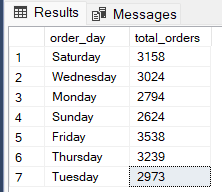 Results Messages
order_day total_orders
1 Saturday 3158
2 Wednesday 3024
3 Monday 2794
4 Sunday 2624
5 Friday 3538
6 Thursday 3239
7 Tuesday 2973